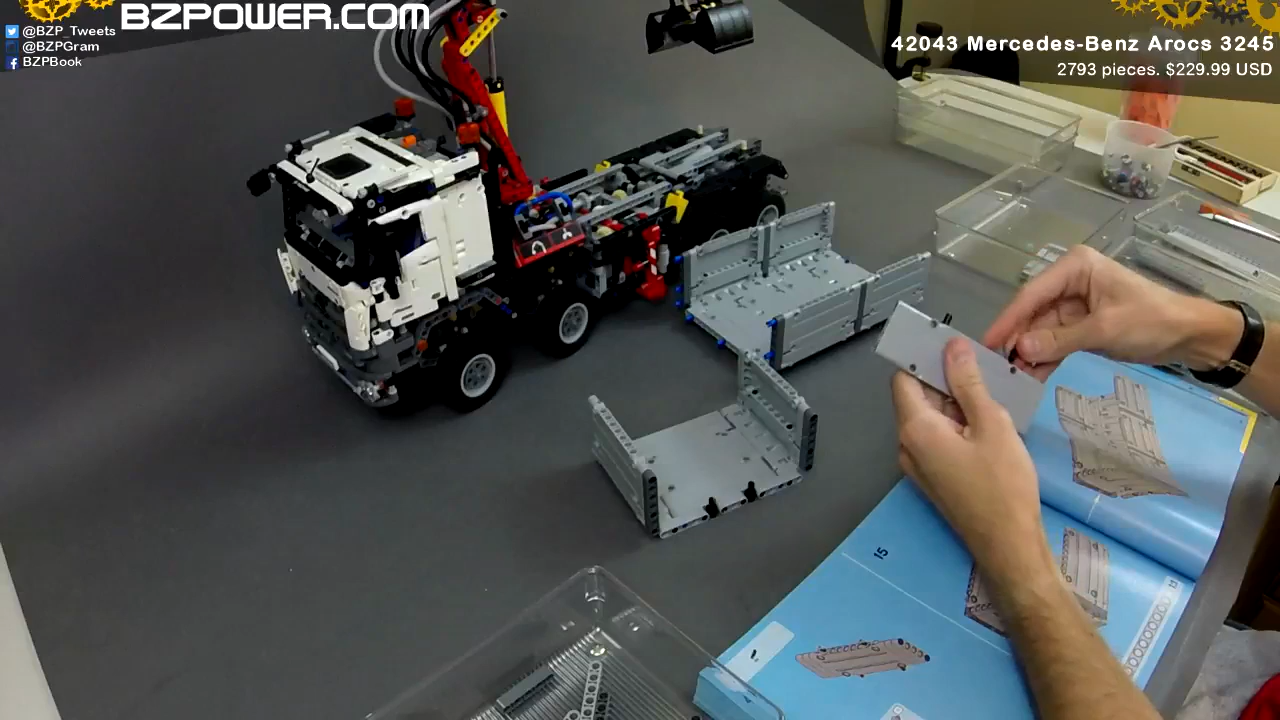 BZPOWER.COM
@BZP_Tweets
@BZPGram
BZPBook
42043 Mercedes-Benz Arocs 3245
2793 pieces. $229.99 USD
15